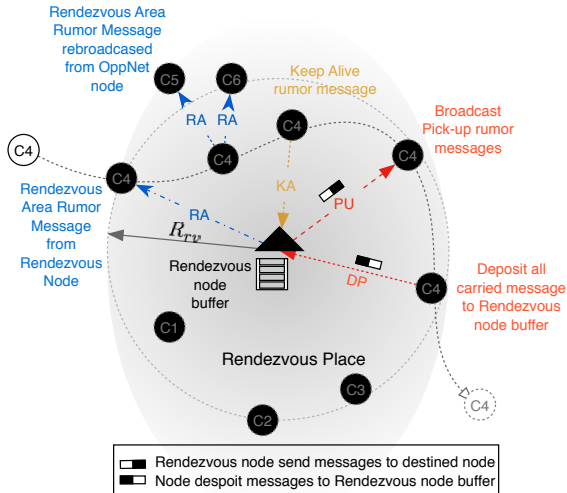 Rendezvous Area
Rumor Message
rebroadcased
from OppNet
node
C5
C6
Keep Alive
rumor message
RA
RA
C4
Broadcast
Pick-up rumor
messages
C4
C4
C4
C4
Rendezvous
Area Rumor
Message
from
Rendezvous
Node
RA
KA
PU
R_rv
Rendezvous
node
buffer
DP
C4
Deposit all
carried message
to Rendezvous
node buffer
C1
Rendezvous Place
C3
C2
C4
Rendezvous node send messages to destined node
Node despoit messages to Rendezvous node buffer